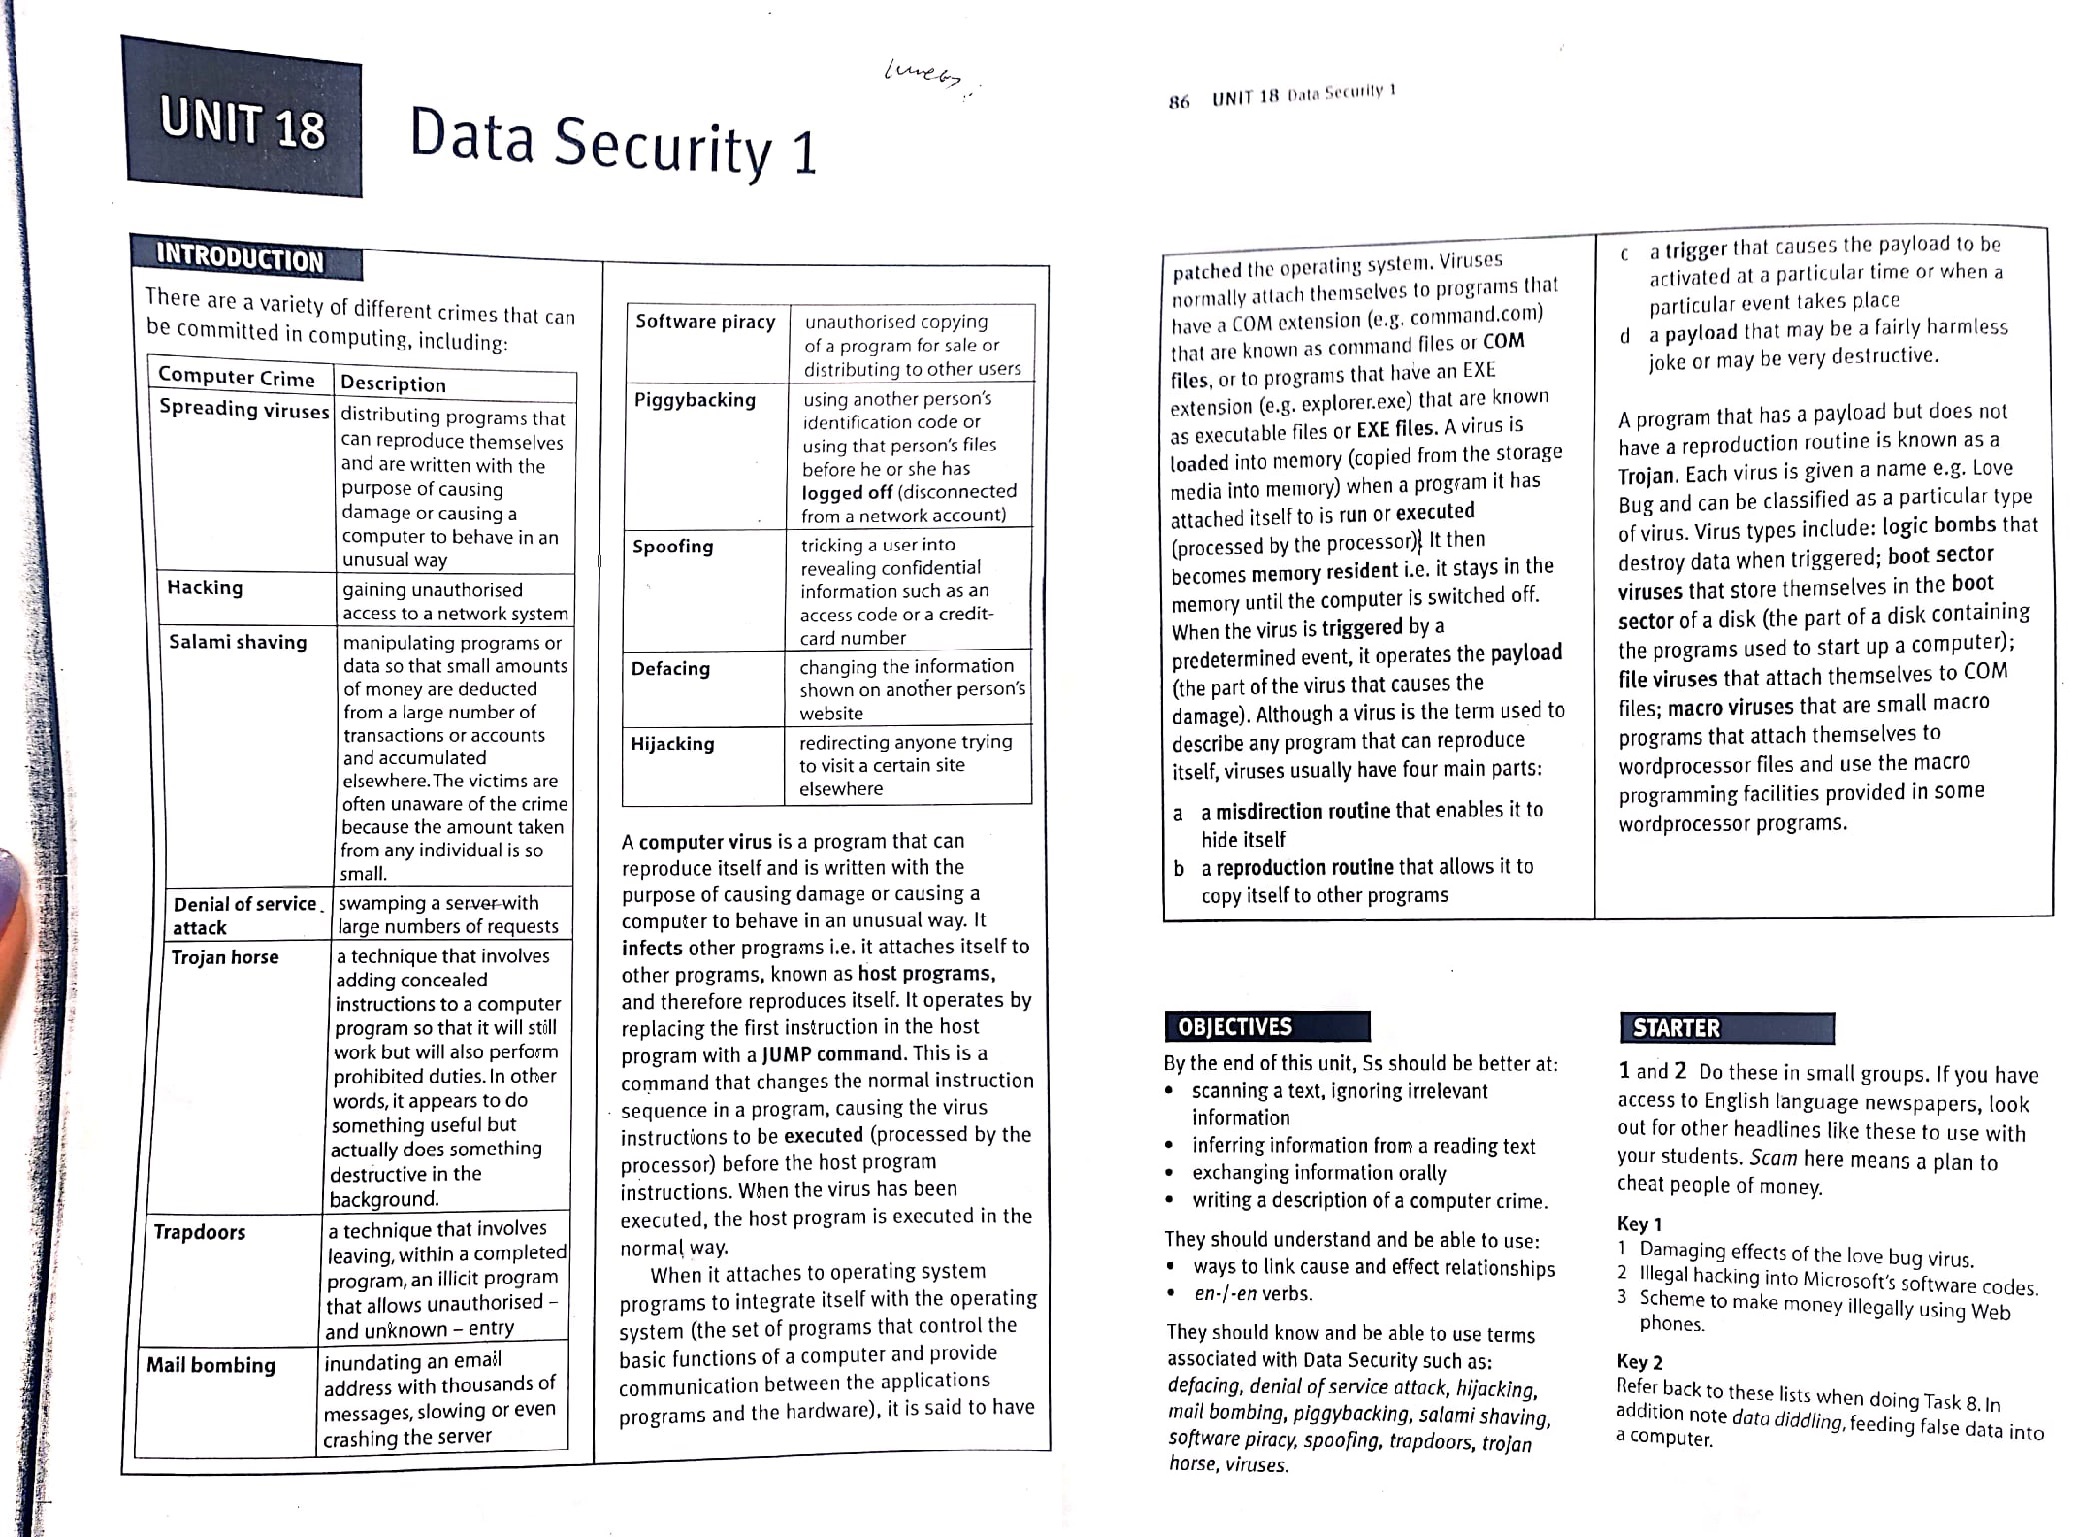 UNIT 18
Data Security 1
INTRODUCTION
There are a variety of different crimes that can
be committed in computing, including:
Computer Crime Description
Spreading viruses distributing programs that
can reproduce themselves
and are written with the
purpose of causing
damage or causing a
computer to behave in an
unusual way
Hacking gaining unauthorised
access to a network system
Salami shaving manipulating programs or
data so that small amounts
of money are deducted
from a large number of
transactions or accounts
and accumulated
elsewhere. The victims are
often unaware of the crime
because the amount taken
from any individual is so
small.
Denial of service swamping a server with
attack large numbers of requests
Trojan horse a technique that involves
adding concealed
instructions to a computer
program so that it will still
work but will also perform
prohibited duties. In other
words, it appears to do
something useful but
actually does something
destructive in the
background.
Trapdoors a technique that involves
leaving, within a completed
program, an illicit program
that allows unauthorised –
and unknown – entry
Mail bombing inundating an email
address with thousands of
messages, slowing or even
crashing the server
Software piracy unauthorised copying
of a program for sale or
distributing to other users
Piggybacking using another person's
identification code or
using that person's files
before he or she has
logged off (disconnected
from a network account)
Spoofing tricking a user into
revealing confidential
information such as an
access code or a credit-
card number
Defacing changing the information
shown on another person's
website
Hijacking redirecting anyone trying
to visit a certain site
elsewhere
A computer virus is a program that can
reproduce itself and is written with the
purpose of causing damage or causing a
computer to behave in an unusual way. It
infects other programs i.e. it attaches itself to
other programs, known as host programs,
and therefore reproduces itself. It operates by
replacing the first instruction in the host
program with a JUMP command. This is a
command that changes the normal instruction
sequence in a program, causing the virus
instructions to be executed (processed by the
processor) before the host program
instructions. When the virus has been
executed, the host program is executed in the
normal way.
When it attaches to operating system
programs to integrate itself with the operating
system (the set of programs that control the
basic functions of a computer and provide
communication between the applications
programs and the hardware), it is said to have
86 UNIT 18 Data Security 1
patched the operating system. Viruses
normally attach themselves to programs that
have a COM extension (e.g. command.com)
that are known as command files or COM
files, or to programs that have an EXE
extension (e.g. explorer.exe) that are known
as executable files or EXE files. A virus is
loaded into memory (copied from the storage
media into memory) when a program it has
attached itself to is run or executed
(processed by the processor). It then
becomes memory resident i.e. it stays in the
memory until the computer is switched off.
When the virus is triggered by a
predetermined event, it operates the payload
(the part of the virus that causes the
damage). Although a virus is the term used to
describe any program that can reproduce
itself, viruses usually have four main parts:
a a misdirection routine that enables it to
hide itself
b a reproduction routine that allows it to
copy itself to other programs
c a trigger that causes the payload to be
activated at a particular time or when a
particular event takes place
d a payload that may be a fairly harmless
joke or may be very destructive.
A program that has a payload but does not
have a reproduction routine is known as a
Trojan. Each virus is given a name e.g. Love
Bug and can be classified as a particular type
of virus. Virus types include: logic bombs that
destroy data when triggered; boot sector
viruses that store themselves in the boot
sector of a disk (the part of a disk containing
the programs used to start up a computer);
file viruses that attach themselves to COM
files; macro viruses that are small macro
programs that attach themselves to
wordprocessor files and use the macro
programming facilities provided in some
wordprocessor programs.
OBJECTIVES
By the end of this unit, Ss should be better at:
• scanning a text, ignoring irrelevant
information
• inferring information from a reading text
• exchanging information orally
• writing a description of a computer crime.
They should understand and be able to use:
• ways to link cause and effect relationships
• en-/-en verbs.
They should know and be able to use terms
associated with Data Security such as:
defacing, denial of service attack, hijacking,
mail bombing, piggybacking, salami shaving,
software piracy, spoofing, trapdoors, trojan
horse, viruses.
STARTER
1 and 2 Do these in small groups. If you have
access to English language newspapers, look
out for other headlines like these to use with
your students. Scam here means a plan to
cheat people of money.
Key 1
1 Damaging effects of the love bug virus.
2 Illegal hacking into Microsoft's software codes.
3 Scheme to make money illegally using Web
phones.
Key 2
Refer back to these lists when doing Task 8. In
addition note data diddling, feeding false data into
a computer.